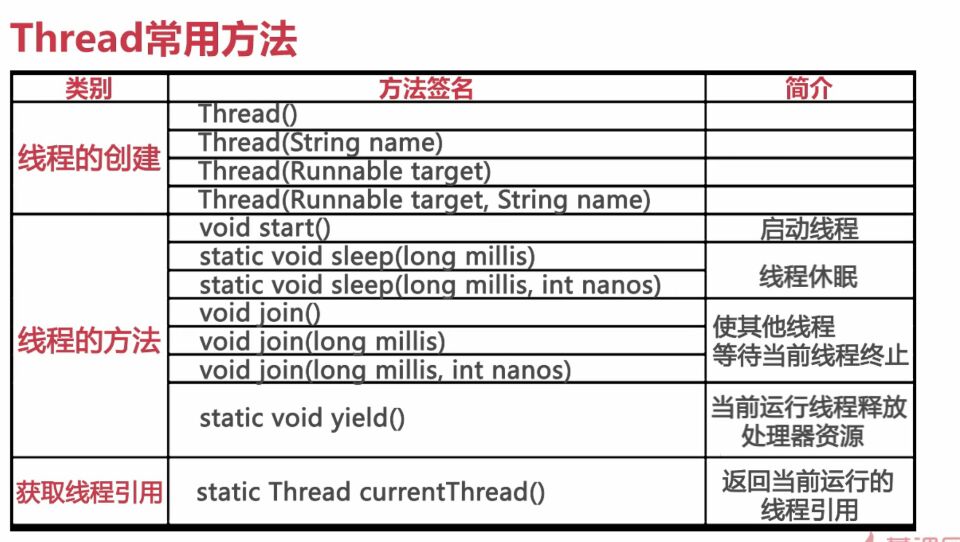 Thread常用方法
类别 方法签名 简介
线程的创建
Thread()
Thread(String name)
Thread(Runnable target)
Thread(Runnable target, String name)
线程的方法
void start() 启动线程
static void sleep(long millis)
static void sleep(long millis, int nanos)
线程休眠
void join()
void join(long millis)
void join(long millis, int nanos)
使其他线程
等待当前线程终止
static void yield()
当前运行线程释放
处理器资源
获取线程引用
static Thread currentThread()
返回当前运行的
线程引用